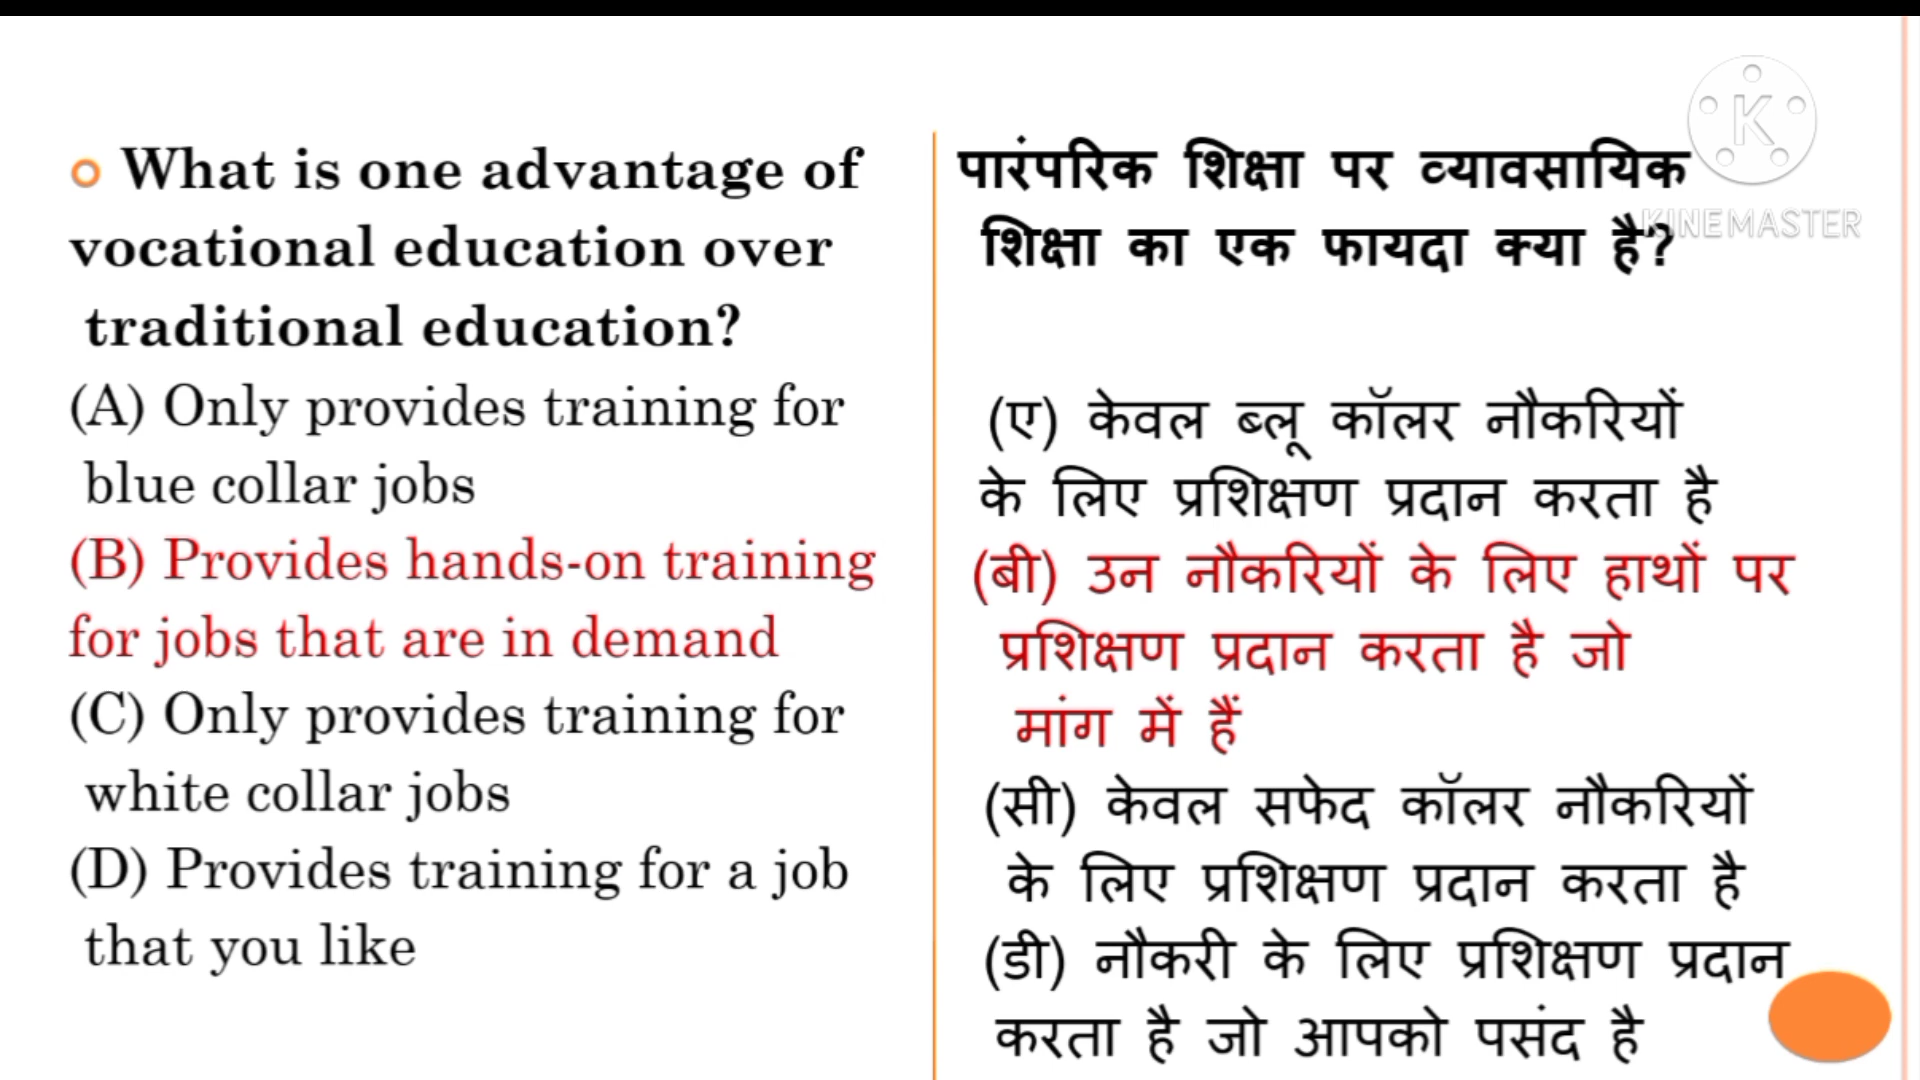 What is one advantage of
vocational education over
traditional education?
(A) Only provides training for
blue collar jobs
(B) Provides hands-on training
for jobs that are in demand
(C) Only provides training for
white collar jobs
(D) Provides training for a job
that you like
पारंपरिक शिक्षा पर व्यावसायिक
शिक्षा का एक फायदा क्या है?
(ए) केवल ब्लू कॉलर नौकरियों
के लिए प्रशिक्षण प्रदान करता है
(बी) उन नौकरियों के लिए हाथों पर
प्रशिक्षण प्रदान करता है जो
मांग में हैं
(सी) केवल सफेद कॉलर नौकरियों
के लिए प्रशिक्षण प्रदान करता है
(डी) नौकरी के लिए प्रशिक्षण प्रदान
करता है जो आपको पसंद है
K
KINEMASTER